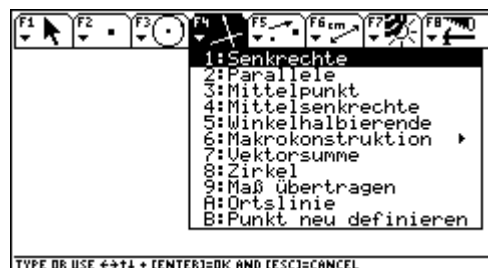 F1 F2 F3 F4 F5 F6 cm F7 F8
1:Senkrechte
2:Parallele
3:Mittelpunkt
4:Mittelsenkrechte
5:Winkelhalbierende
6:Makrokonstruktion ▸
7:Vektorsumme
8:Zirkel
9:Maß übertragen
A:Ortslinie
B:Punkt neu definieren
TYPE OR USE ←→↑↓ + [ENTER]=OK AND [ESC]=CANCEL